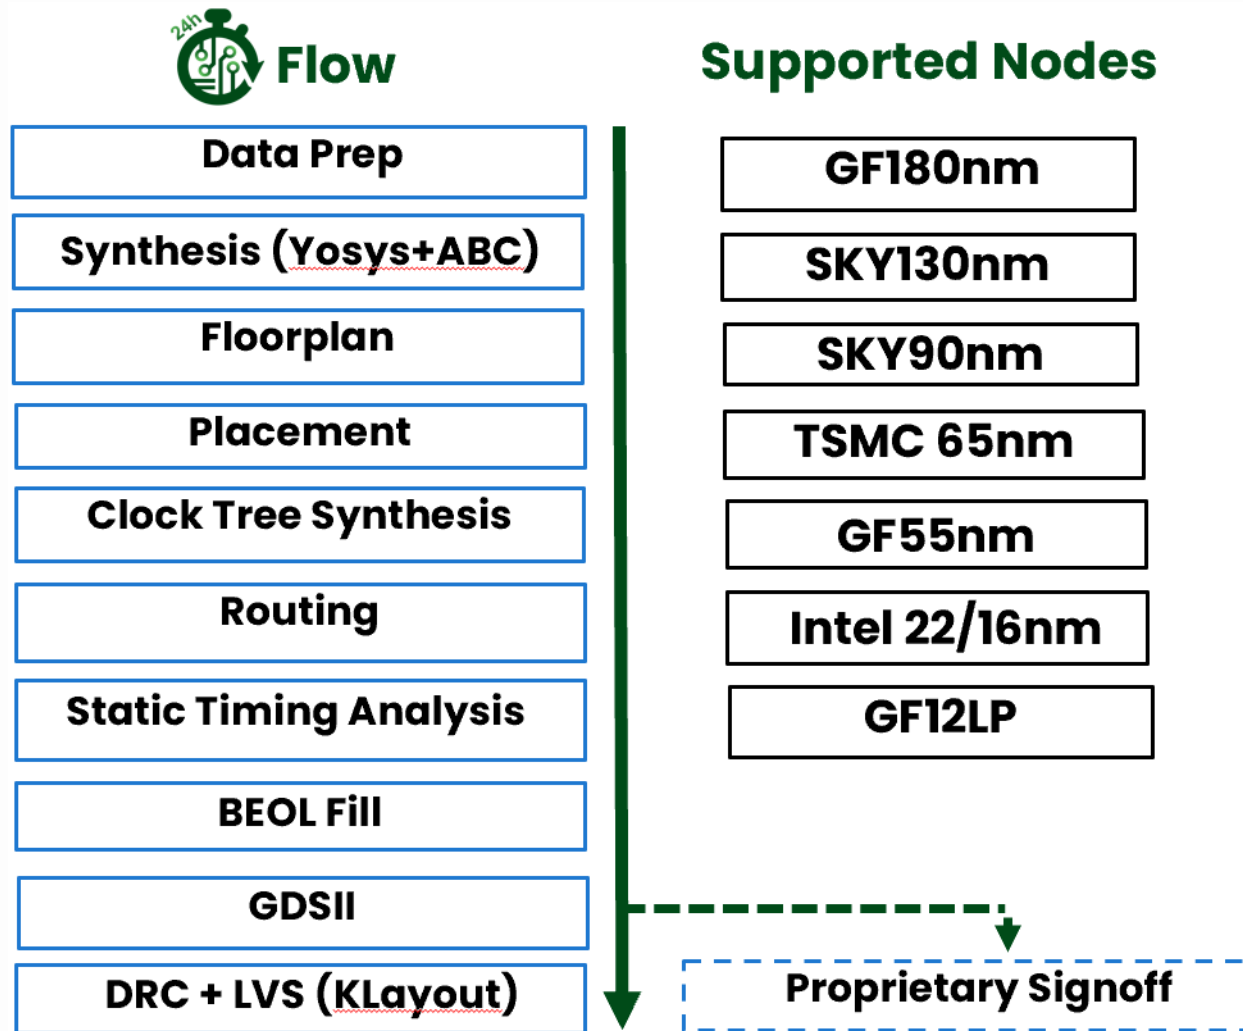 24h
Flow
Data Prep
Synthesis (Yosys+ABC)
Floorplan
Placement
Clock Tree Synthesis
Routing
Static Timing Analysis
BEOL Fill
GDSII
DRC + LVS (KLayout)
Supported Nodes
GF180nm
SKY130nm
SKY90nm
TSMC 65nm
GF55nm
Intel 22/16nm
GF12LP
Proprietary Signoff